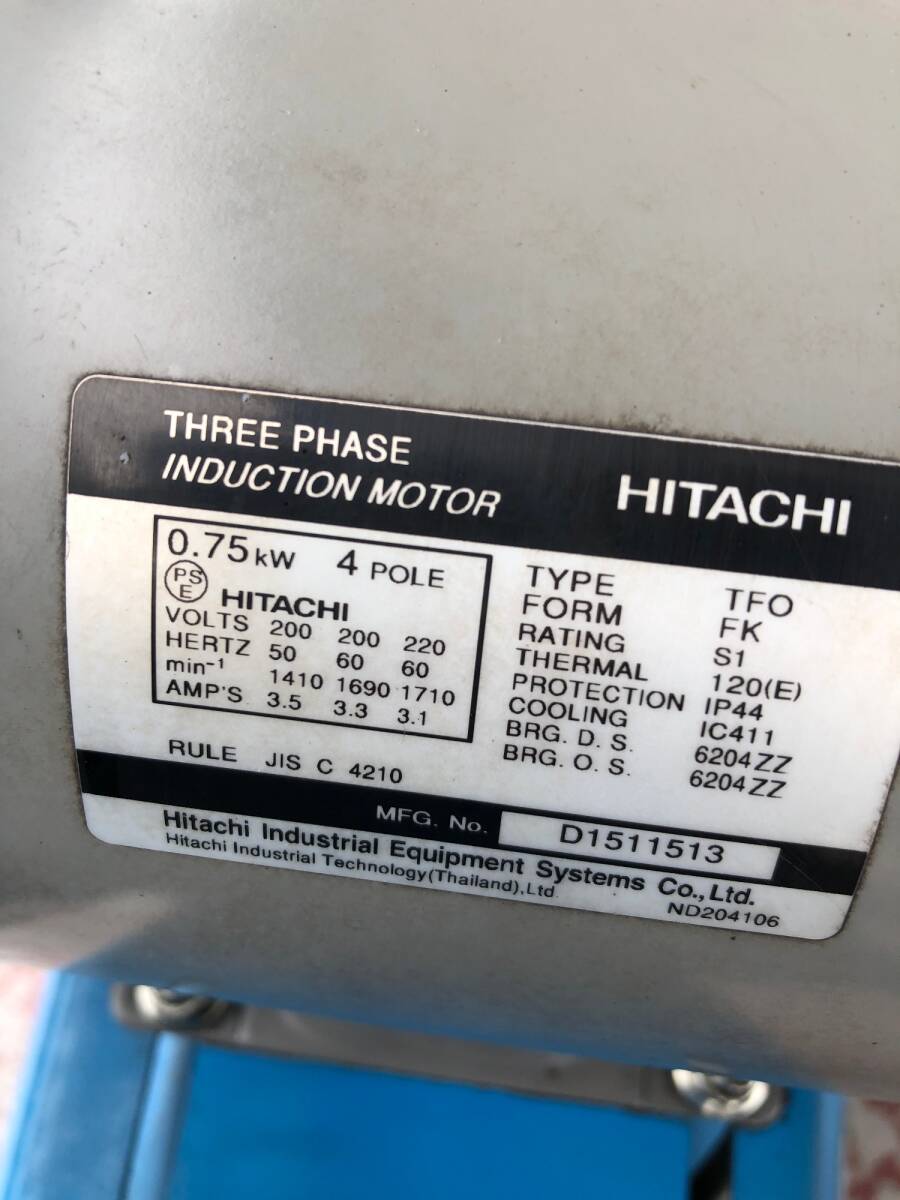 THREE PHASE
INDUCTION MOTOR
HITACHI
0.75 kW 4 POLE
PSE HITACHI
VOLTS 200 200 220
HERTZ 50 60 60
min⁻¹ 1410 1690 1710
AMP'S 3.5 3.3 3.1
RULE JIS C 4210
TYPE TFO
FORM FK
RATING S1
THERMAL 120(E)
PROTECTION IP44
COOLING IC411
BRG. D. S. 6204ZZ
BRG. O. S. 6204ZZ
MFG. No. D1511513
Hitachi Industrial Equipment Systems Co., Ltd.
Hitachi Industrial Technology(Thailand),Ltd.
ND204106